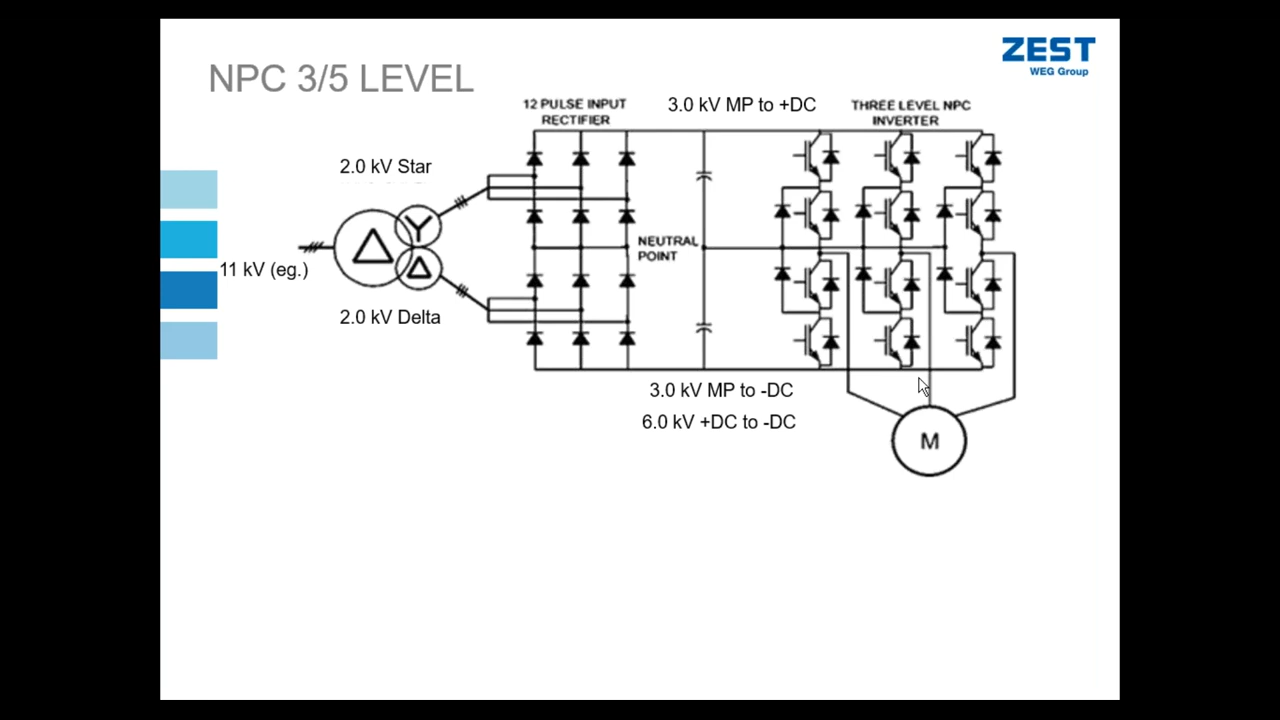 NPC 3/5 LEVEL
ZEST
WEG Group
12 PULSE INPUT
RECTIFIER
3.0 kV MP to +DC
THREE LEVEL NPC
INVERTER
2.0 kV Star
NEUTRAL
POINT
11 kV (eg.)
2.0 kV Delta
3.0 kV MP to -DC
6.0 kV +DC to -DC
M